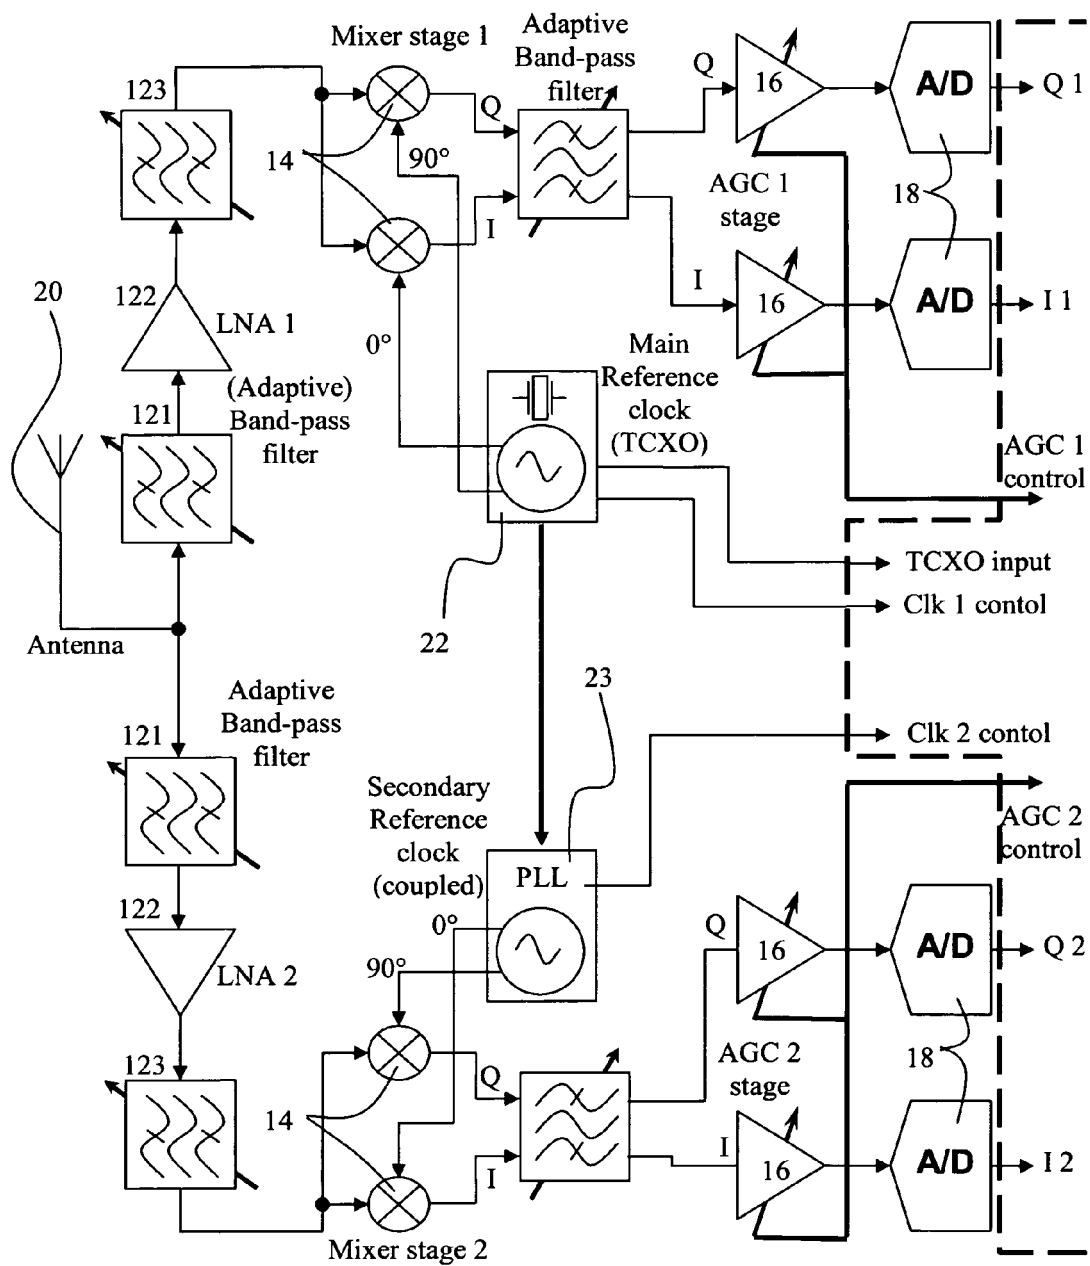 Mixer stage 1
Adaptive
Band-pass
filter
123
14
Q
90°
I
0°
Q
I
16
16
AGC 1
stage
A/D
A/D
18
Q 1
I 1
20
122
LNA 1
(Adaptive)
Band-pass
filter
121
Main
Reference
clock
(TCXO)
AGC 1
control
TCXO input
Clk 1 contol
22
Antenna
23
Adaptive
Band-pass
filter
121
Clk 2 contol
Secondary
Reference
clock
(coupled)
PLL
AGC 2
control
122
LNA 2
0°
90°
Q
16
A/D
Q 2
123
14
Q
I
AGC 2
stage
18
I
16
A/D
I 2
Mixer stage 2